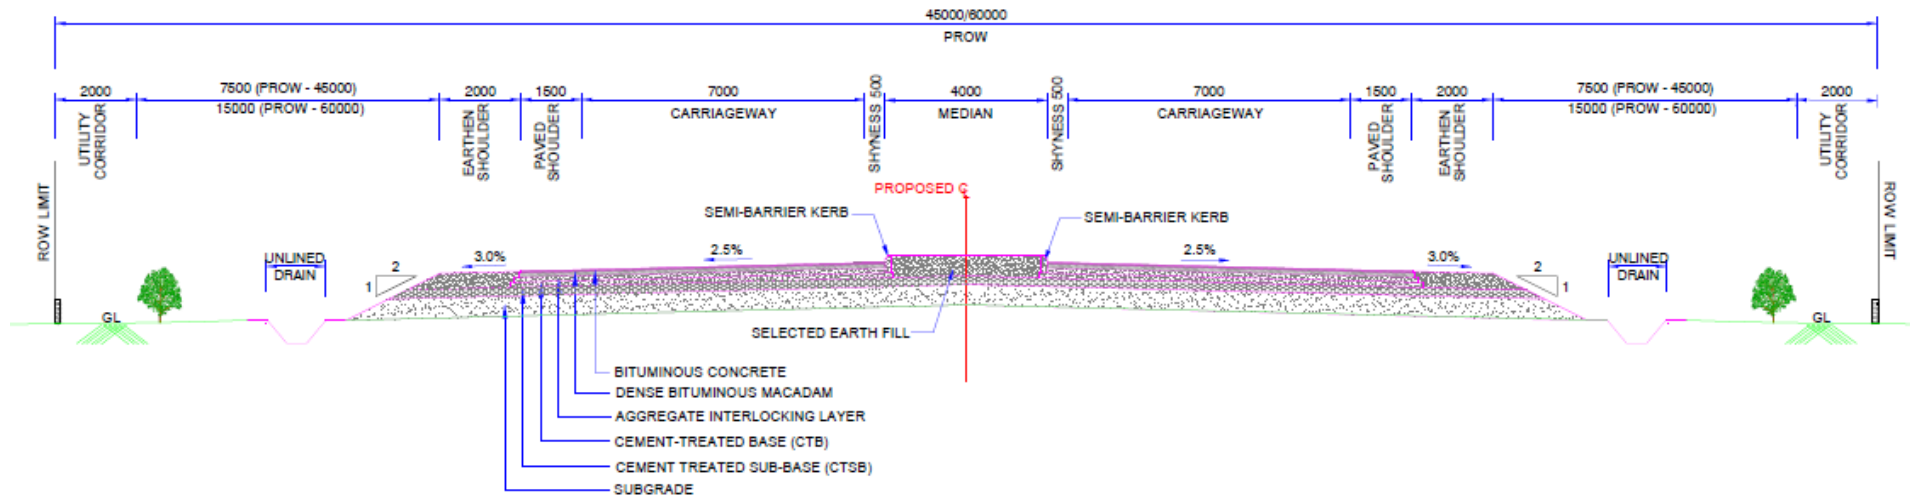 45000/60000
PROW
2000
7500 (PROW - 45000)
15000 (PROW - 60000)
2000
1500
7000
SHYNESS 500
4000
SHYNESS 500
7000
1500
2000
7500 (PROW - 45000)
15000 (PROW - 60000)
2000
UTILITY
CORRIDOR
EARTHEN
SHOULDER
PAVED
SHOULDER
CARRIAGEWAY
MEDIAN
CARRIAGEWAY
PAVED
SHOULDER
EARTHEN
SHOULDER
UTILITY
CORRIDOR
ROW LIMIT
PROPOSED ℄
ROW LIMIT
SEMI-BARRIER KERB
SEMI-BARRIER KERB
UNLINED
DRAIN
2
1
3.0%
2.5%
2.5%
3.0%
2
1
UNLINED
DRAIN
GL
GL
SELECTED EARTH FILL
BITUMINOUS CONCRETE
DENSE BITUMINOUS MACADAM
AGGREGATE INTERLOCKING LAYER
CEMENT-TREATED BASE (CTB)
CEMENT TREATED SUB-BASE (CTSB)
SUBGRADE